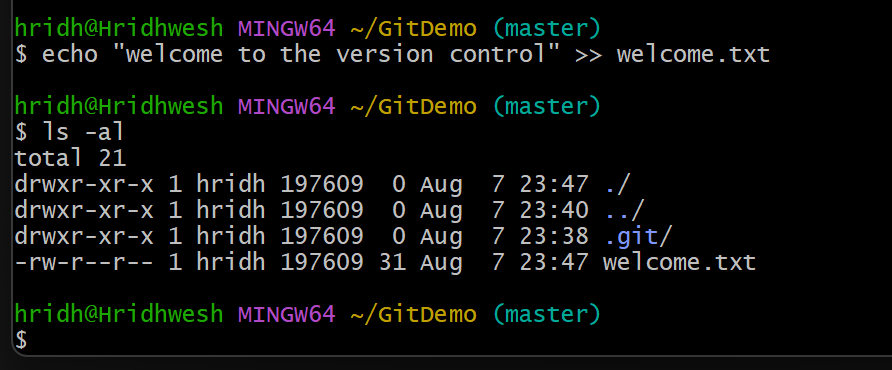 hridh@Hridhwesh MINGW64 ~/GitDemo (master)
$ echo "welcome to the version control" >> welcome.txt
hridh@Hridhwesh MINGW64 ~/GitDemo (master)
$ ls -al
total 21
drwxr-xr-x 1 hridh 197609  0 Aug  7 23:47 ./
drwxr-xr-x 1 hridh 197609  0 Aug  7 23:40 ../
drwxr-xr-x 1 hridh 197609  0 Aug  7 23:38 .git/
-rw-r--r-- 1 hridh 197609 31 Aug  7 23:47 welcome.txt
hridh@Hridhwesh MINGW64 ~/GitDemo (master)
$